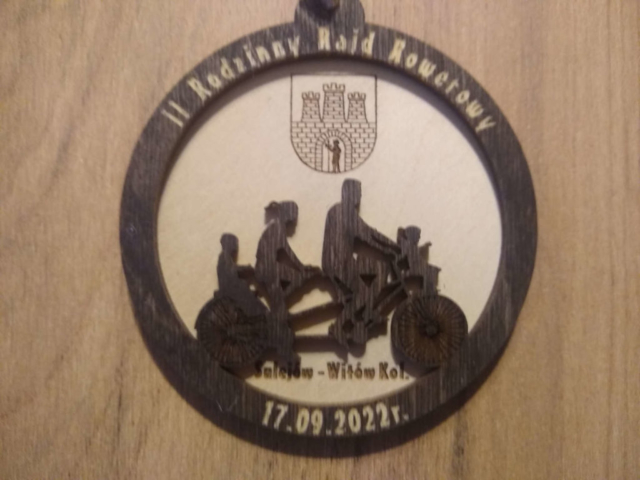 II Rodzinny Rajd Rowerowy
Sulejów - Witów Kol.
17.09.2022r.